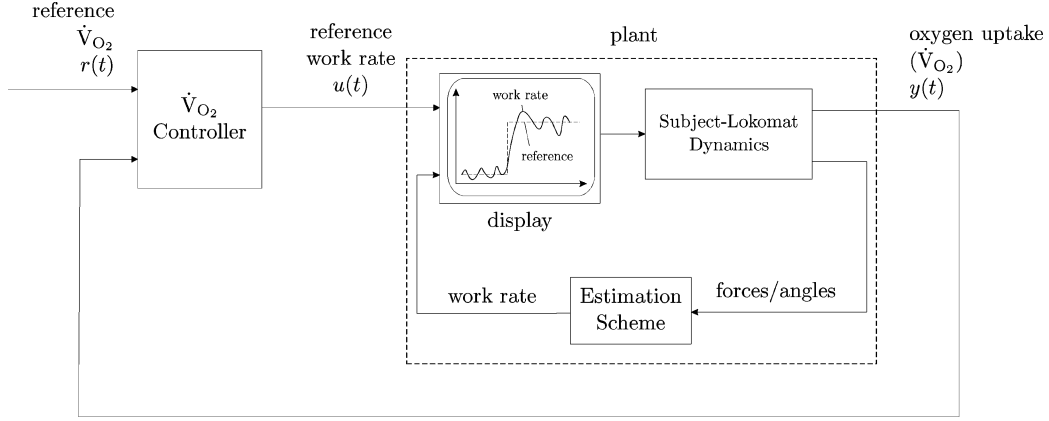 reference
V̇O₂
r(t)
V̇O₂
Controller
reference
work rate
u(t)
plant
work rate
reference
display
Subject-Lokomat
Dynamics
oxygen uptake
(V̇O₂)
y(t)
work rate
Estimation
Scheme
forces/angles